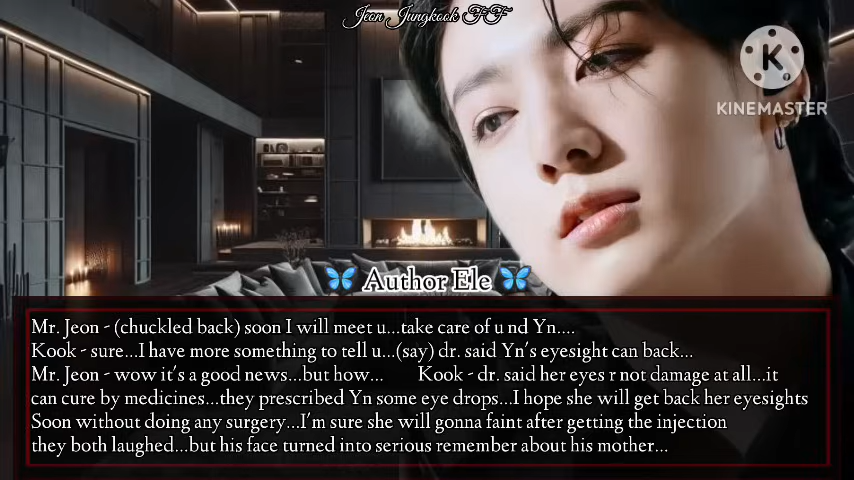 Jeon Jungkook FF
KINEMASTER
🦋 Author Ele 🦋
Mr. Jeon - (chuckled back) soon I will meet u...take care of u nd Yn....
Kook - sure...I have more something to tell u...(say) dr. said Yn's eyesight can back...
Mr. Jeon - wow it's a good news...but how... Kook - dr. said her eyes r not damage at all...it
can cure by medicines...they prescribed Yn some eye drops...I hope she will get back her eyesights
Soon without doing any surgery...I'm sure she will gonna faint after getting the injection
they both laughed...but his face turned into serious remember about his mother...